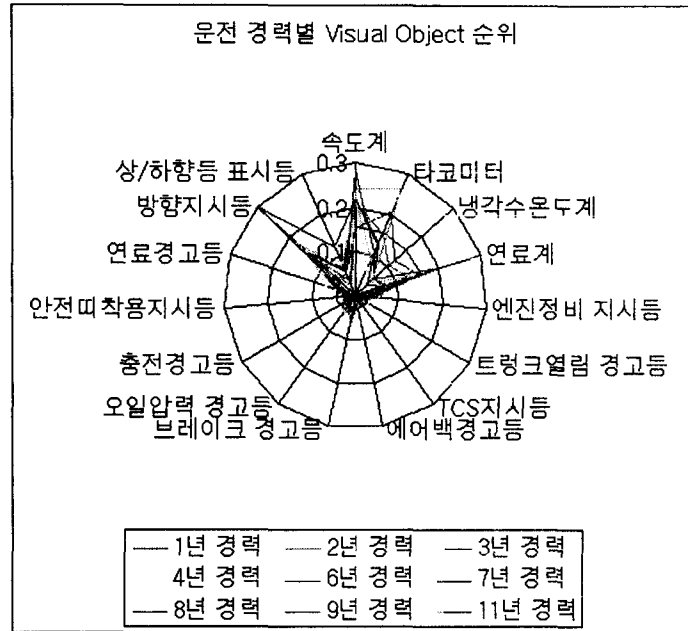 운전 경력별 Visual Object 순위
속도계
0.3
상/하향등 표시등
타코미터
방향지시등
0.2
냉각수온도계
연료경고등
0.1
연료계
안전띠착용지시등
엔진정비 지시등
충전경고등
트렁크열림 경고등
오일압력 경고등
TCS지시등
브레이크 경고등
에어백경고등
1년 경력 2년 경력 3년 경력
4년 경력 6년 경력 7년 경력
8년 경력 9년 경력 11년 경력